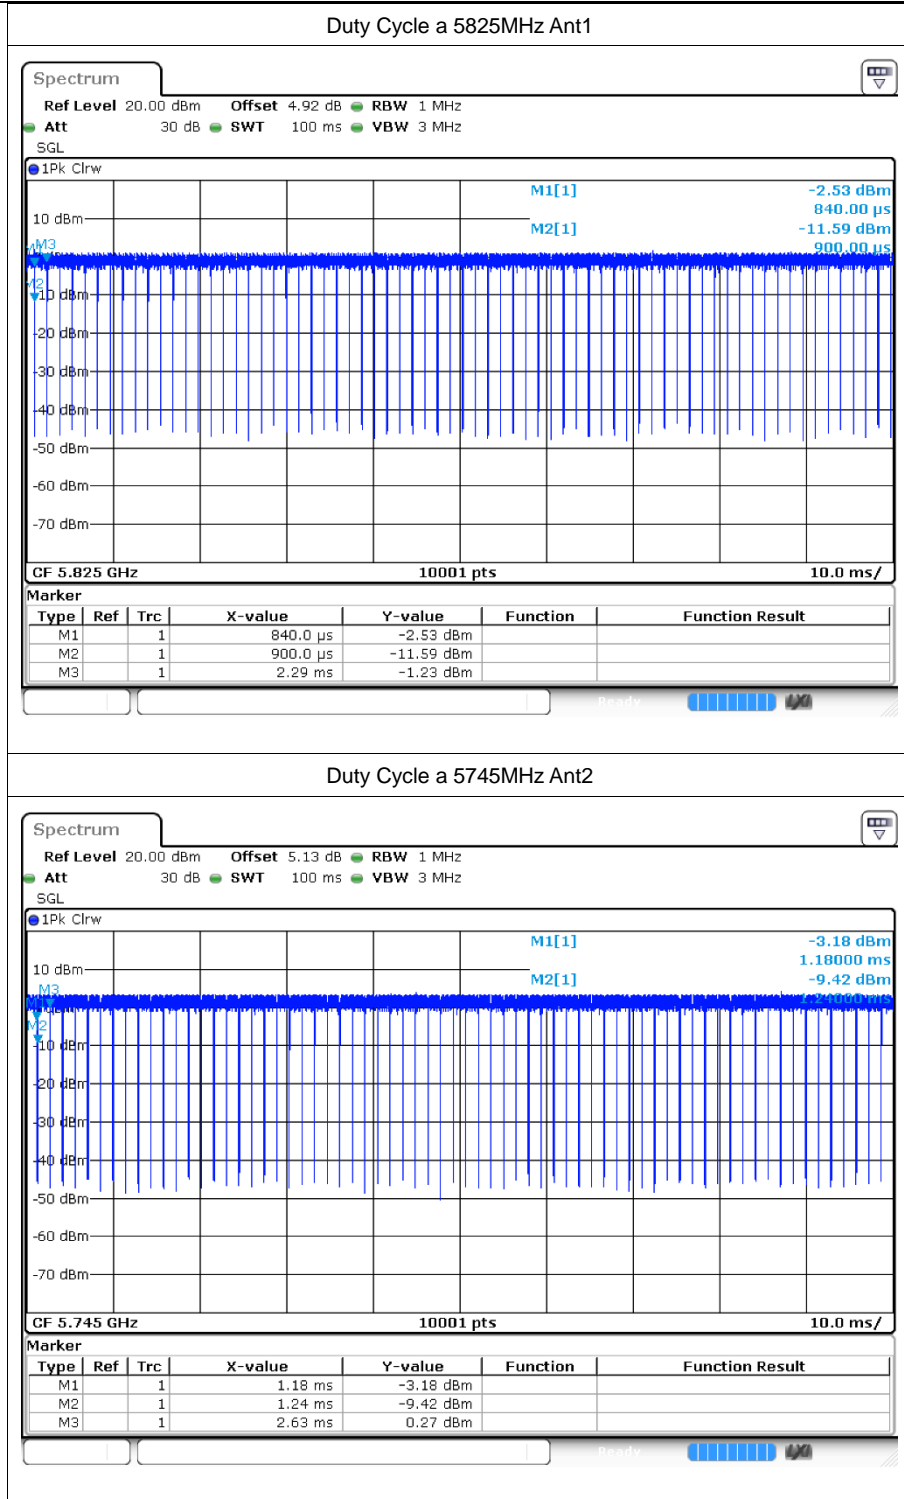 Duty Cycle a 5825MHz Ant1
Spectrum
Ref Level 20.00 dBm Offset 4.92 dB RBW 1 MHz
Att 30 dB SWT 100 ms VBW 3 MHz
SGL
1Pk Clrw
M1[1] -2.53 dBm
840.00 µs
10 dBm
M2[1] -11.59 dBm
900.00 µs
M3
M2
-10 dBm
-20 dBm
-30 dBm
-40 dBm
-50 dBm
-60 dBm
-70 dBm
CF 5.825 GHz 10001 pts 10.0 ms/
Marker
Type Ref Trc X-value Y-value Function Function Result
M1 1 840.0 µs -2.53 dBm
M2 1 900.0 µs -11.59 dBm
M3 1 2.29 ms -1.23 dBm
Ready LXI
Duty Cycle a 5745MHz Ant2
Spectrum
Ref Level 20.00 dBm Offset 5.13 dB RBW 1 MHz
Att 30 dB SWT 100 ms VBW 3 MHz
SGL
1Pk Clrw
M1[1] -3.18 dBm
1.18000 ms
10 dBm
M2[1] -9.42 dBm
1.24000 ms
M3
M2
-10 dBm
-20 dBm
-30 dBm
-40 dBm
-50 dBm
-60 dBm
-70 dBm
CF 5.745 GHz 10001 pts 10.0 ms/
Marker
Type Ref Trc X-value Y-value Function Function Result
M1 1 1.18 ms -3.18 dBm
M2 1 1.24 ms -9.42 dBm
M3 1 2.63 ms 0.27 dBm
Ready LXI